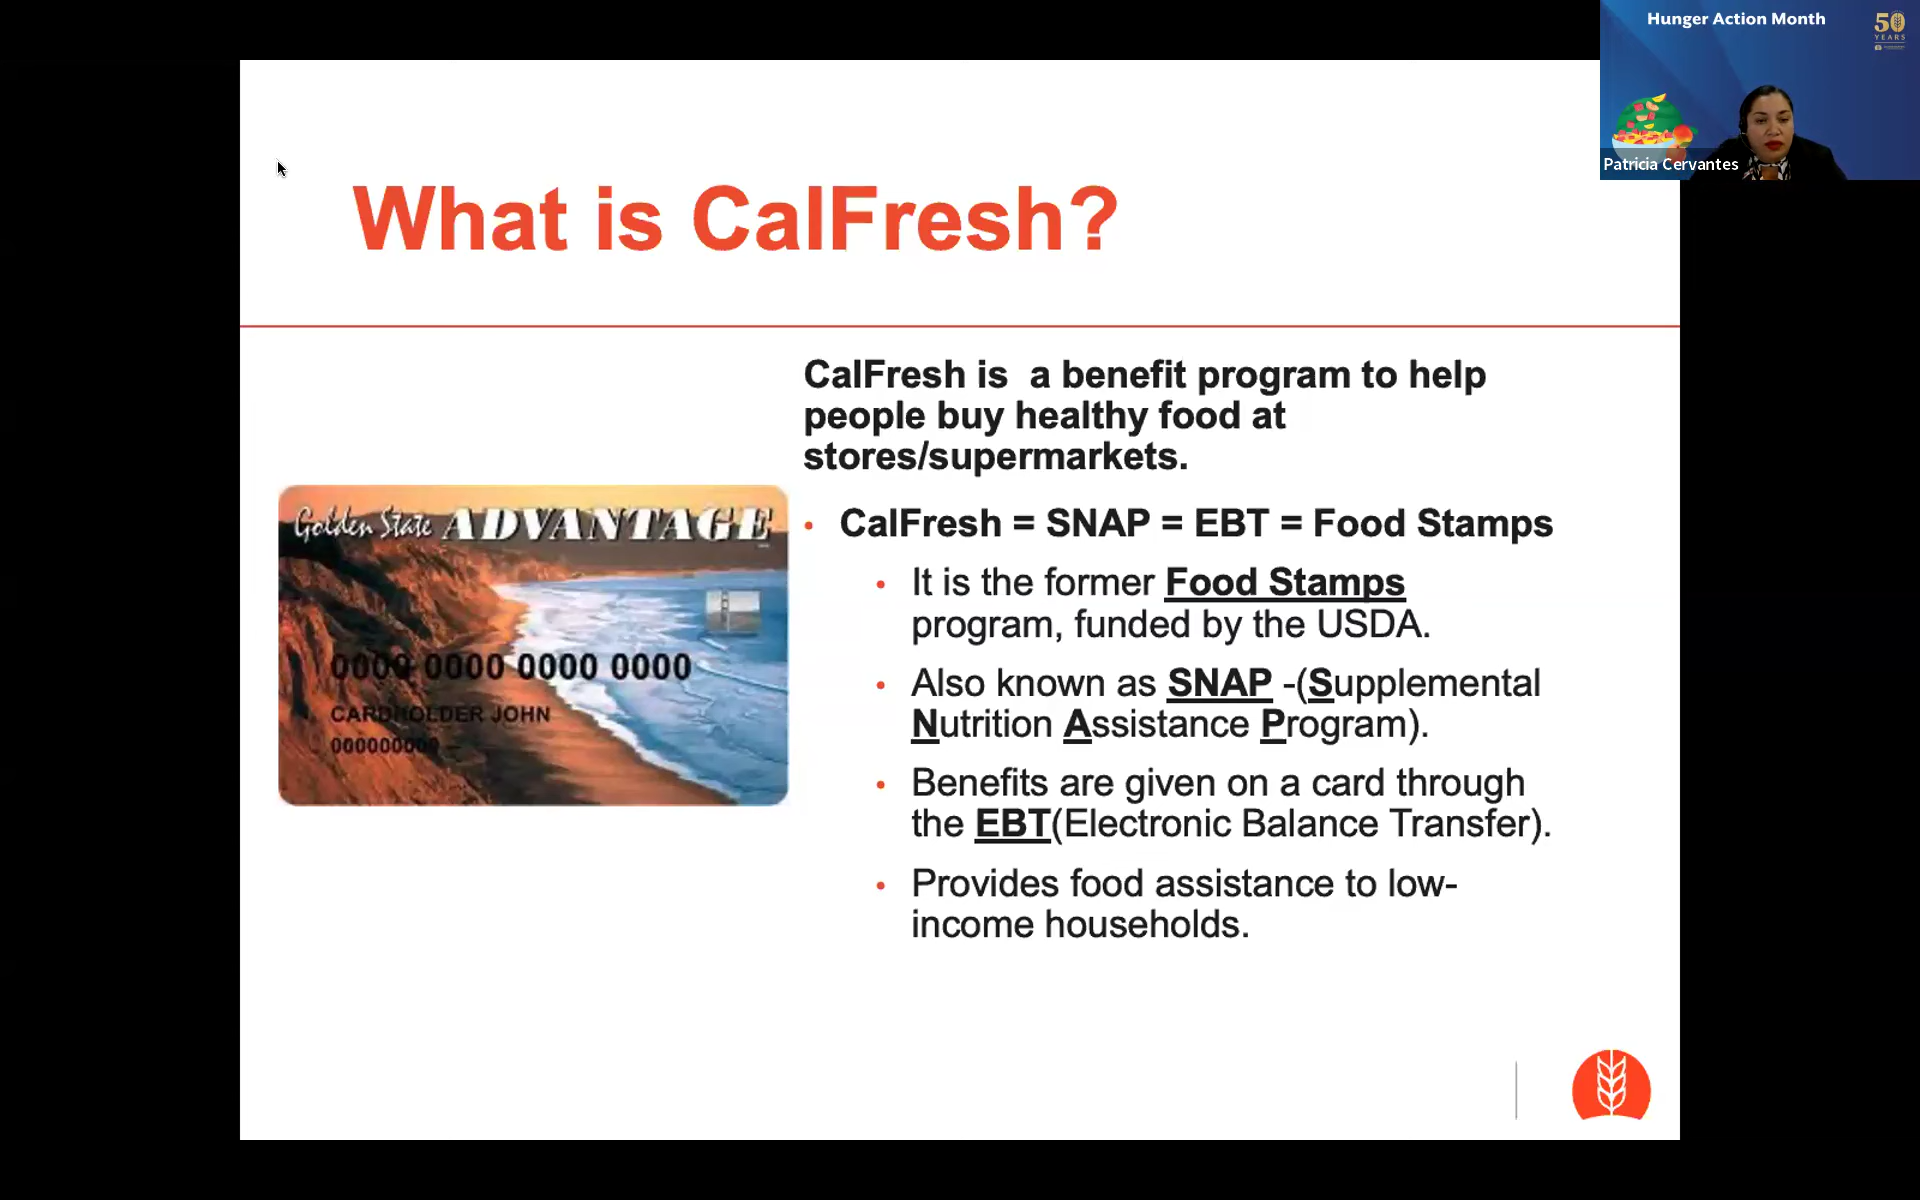 Hunger Action Month
50
YEARS
Patricia Cervantes
What is CalFresh?
CalFresh is  a benefit program to help
people buy healthy food at
stores/supermarkets.
Golden State ADVANTAGE
0000 0000 0000 0000
CARDHOLDER JOHN
000000000
• CalFresh = SNAP = EBT = Food Stamps
• It is the former Food Stamps
program, funded by the USDA.
• Also known as SNAP -(Supplemental
Nutrition Assistance Program).
• Benefits are given on a card through
the EBT(Electronic Balance Transfer).
• Provides food assistance to low-
income households.